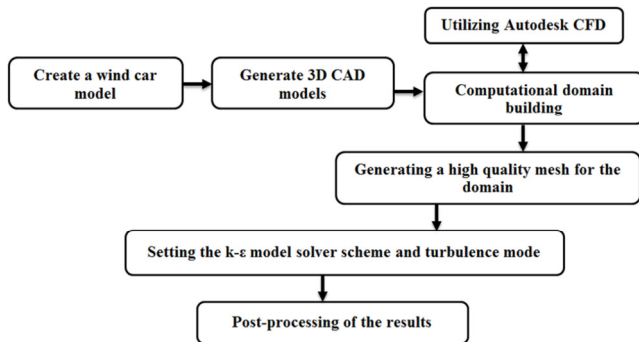 Utilizing Autodesk CFD
Create a wind car
model
Generate 3D CAD
models
Computational domain
building
Generating a high quality mesh for the
domain
Setting the k-ε model solver scheme and turbulence mode
Post-processing of the results